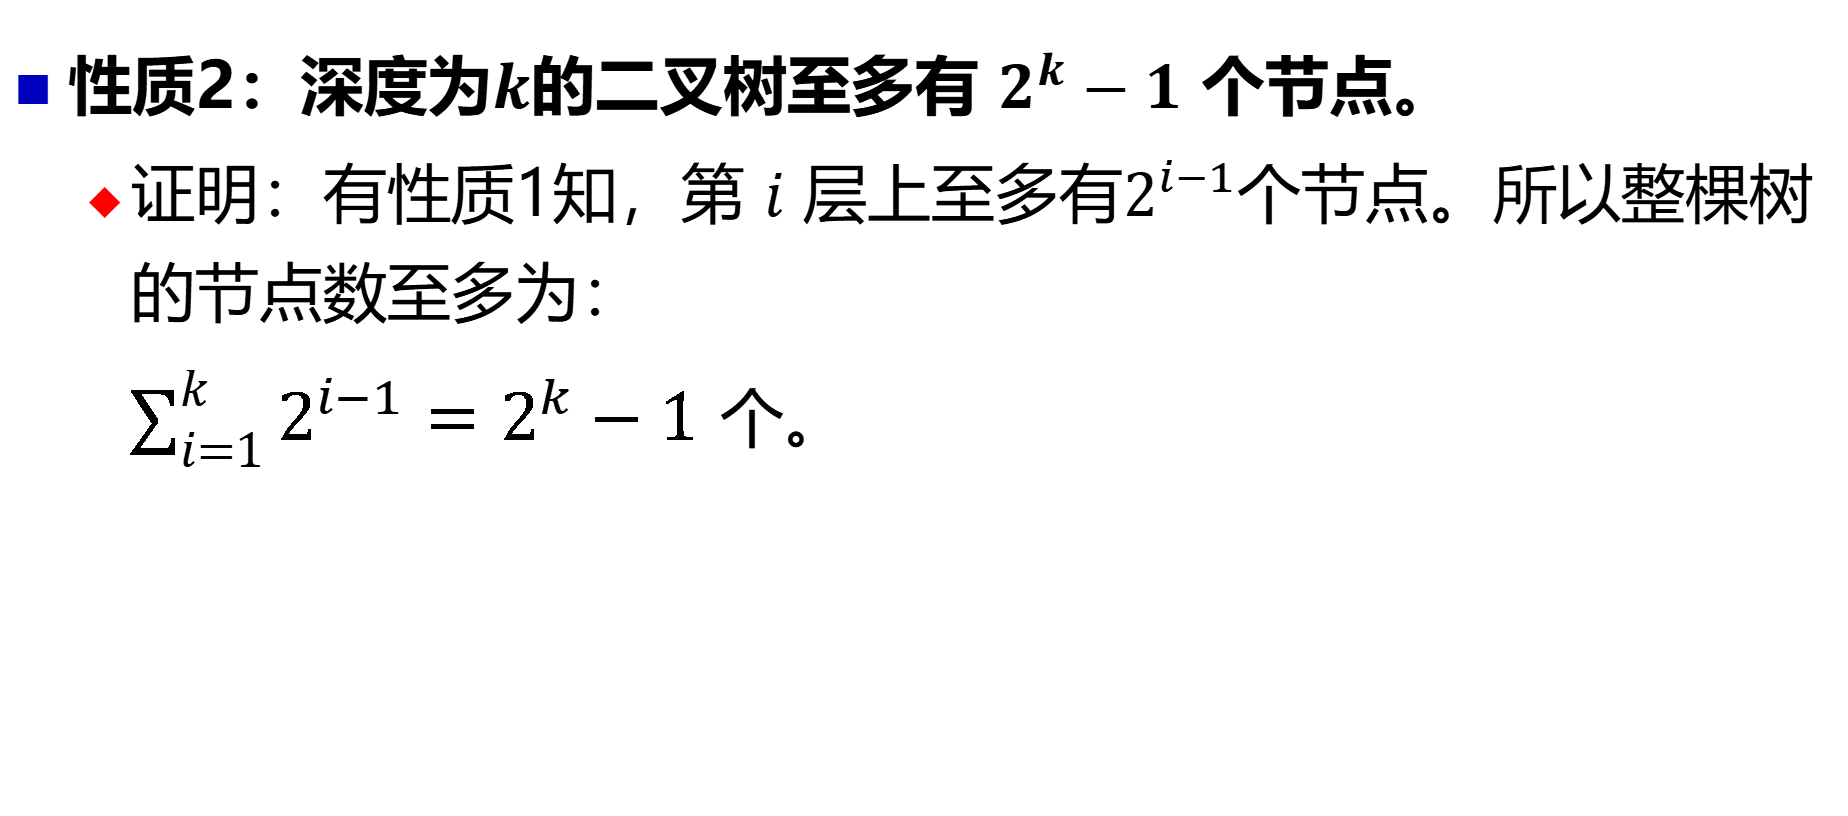 ■ 性质2：深度为k的二叉树至多有 2^k − 1 个节点。
◆ 证明：有性质1知，第 i 层上至多有2^{i−1}个节点。所以整棵树
的节点数至多为：
∑_{i=1}^{k} 2^{i−1} = 2^k − 1 个。